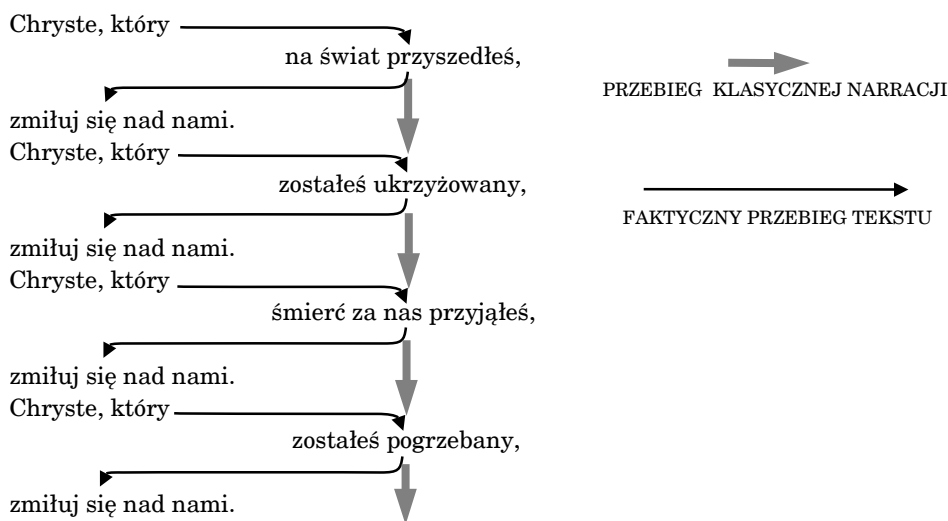 Chryste, który
na świat przyszedłeś,
zmiłuj się nad nami.
Chryste, który
zostałeś ukrzyżowany,
zmiłuj się nad nami.
Chryste, który
śmierć za nas przyjąłeś,
zmiłuj się nad nami.
Chryste, który
zostałeś pogrzebany,
zmiłuj się nad nami.
PRZEBIEG KLASYCZNEJ NARRACJI
FAKTYCZNY PRZEBIEG TEKSTU